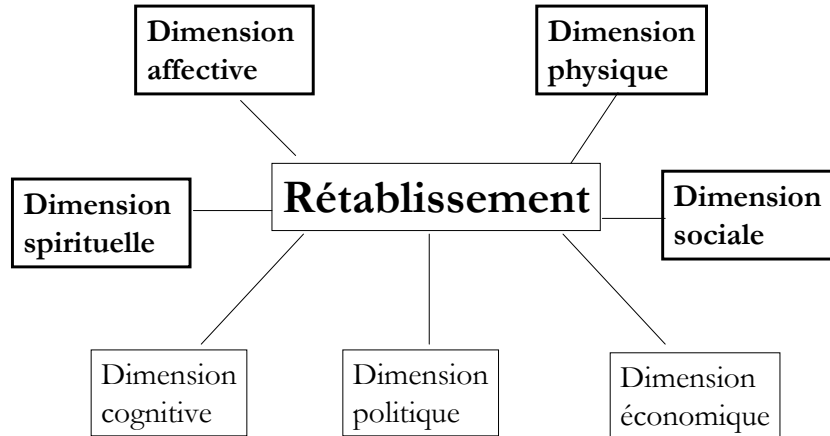 Dimension
affective
Dimension
physique
Rétablissement
Dimension
spirituelle
Dimension
sociale
Dimension
cognitive
Dimension
politique
Dimension
économique